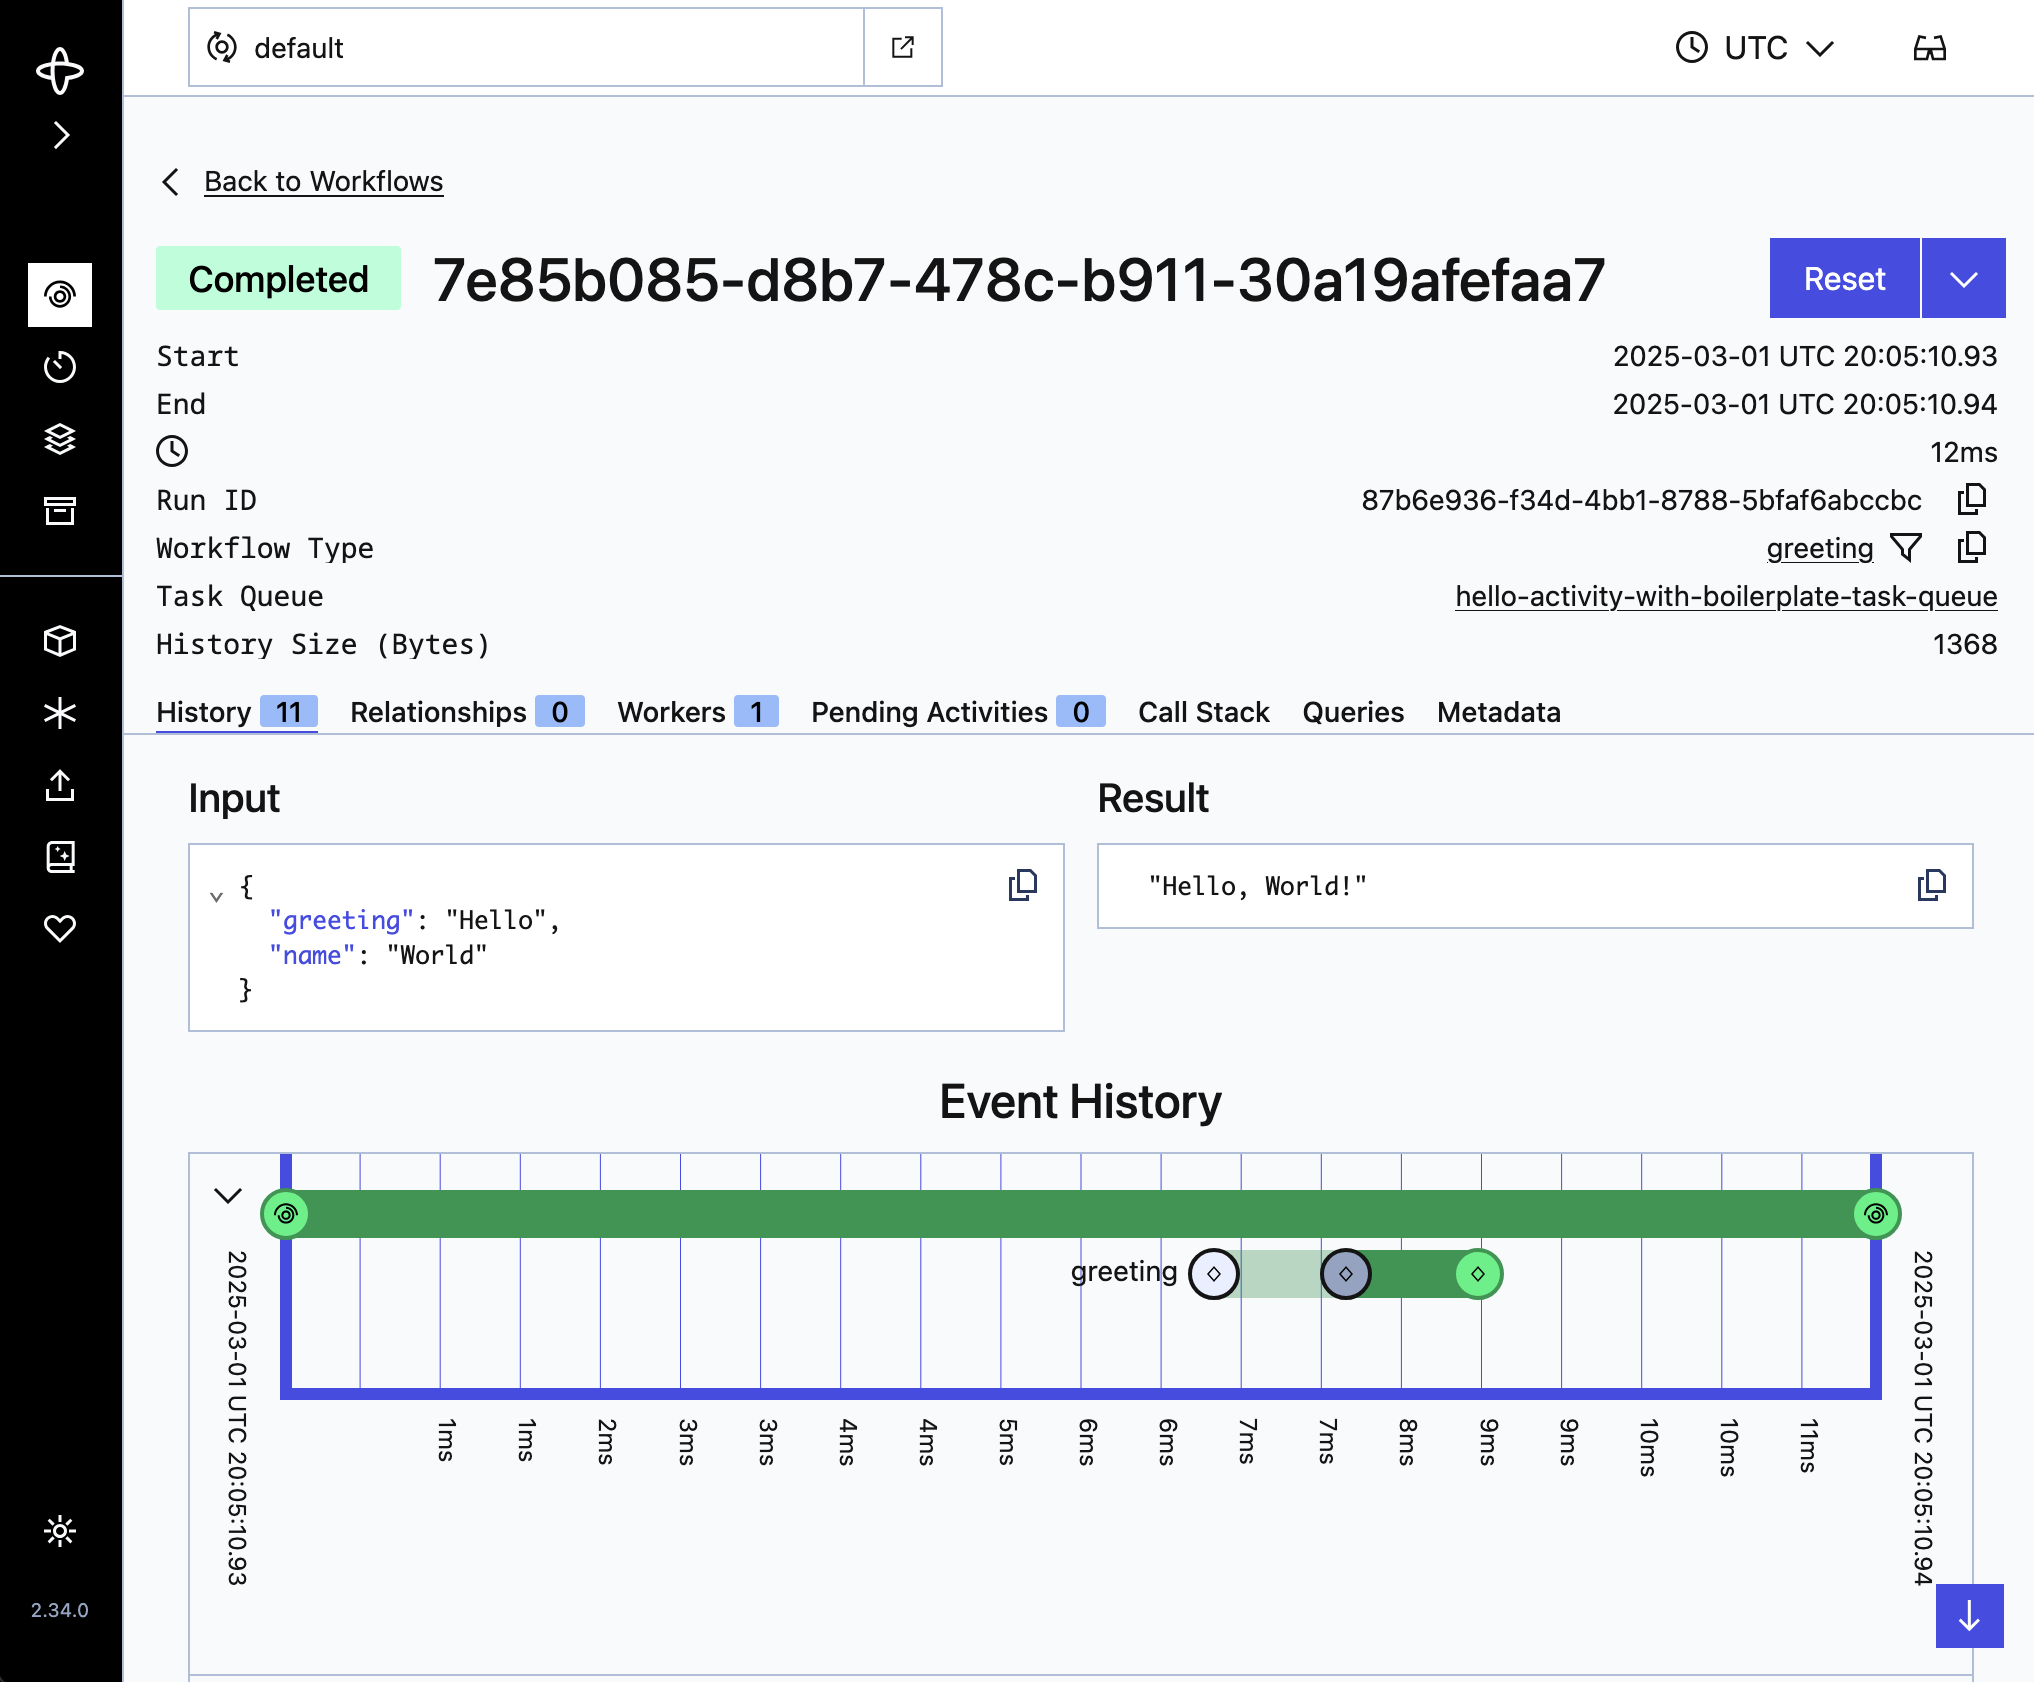 default
UTC
Back to Workflows
Completed
7e85b085-d8b7-478c-b911-30a19afefaa7
Reset
Start
2025-03-01 UTC 20:05:10.93
End
2025-03-01 UTC 20:05:10.94
12ms
Run ID
87b6e936-f34d-4bb1-8788-5bfaf6abccbc
Workflow Type
greeting
Task Queue
hello-activity-with-boilerplate-task-queue
History Size (Bytes)
1368
History 11 Relationships 0 Workers 1 Pending Activities 0 Call Stack Queries Metadata
Input
{
"greeting": "Hello",
"name": "World"
}
Result
"Hello, World!"
Event History
greeting
2025-03-01 UTC 20:05:10.93
1ms
1ms
2ms
3ms
3ms
4ms
4ms
5ms
6ms
6ms
7ms
7ms
8ms
9ms
9ms
10ms
10ms
11ms
2025-03-01 UTC 20:05:10.94
2.34.0